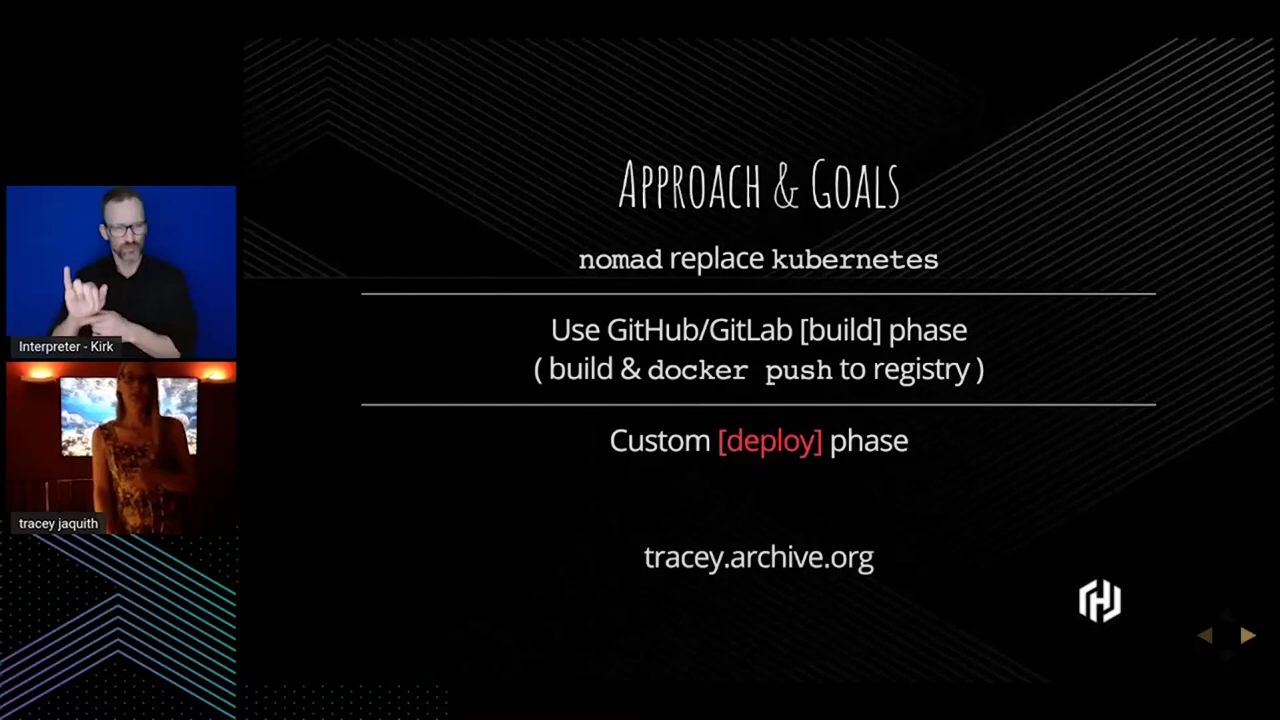 Approach & Goals
nomad replace kubernetes
Use GitHub/GitLab [build] phase
( build & docker push to registry )
Custom [deploy] phase
tracey.archive.org
Interpreter - Kirk
tracey jaquith